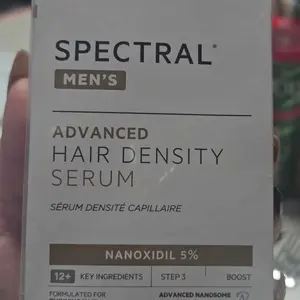 SPECTRAL®
MEN'S
ADVANCED
HAIR DENSITY
SERUM
SÉRUM DENSITÉ CAPILLAIRE
NANOXIDIL 5%
12+ KEY INGREDIENTS STEP 3 BOOST
FORMULATED FOR ADVANCED NANOSOME